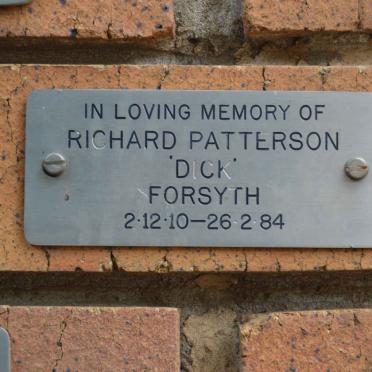 IN LOVING MEMORY OF
RICHARD PATTERSON
'DICK'
FORSYTH
2·12·10—26·2·84